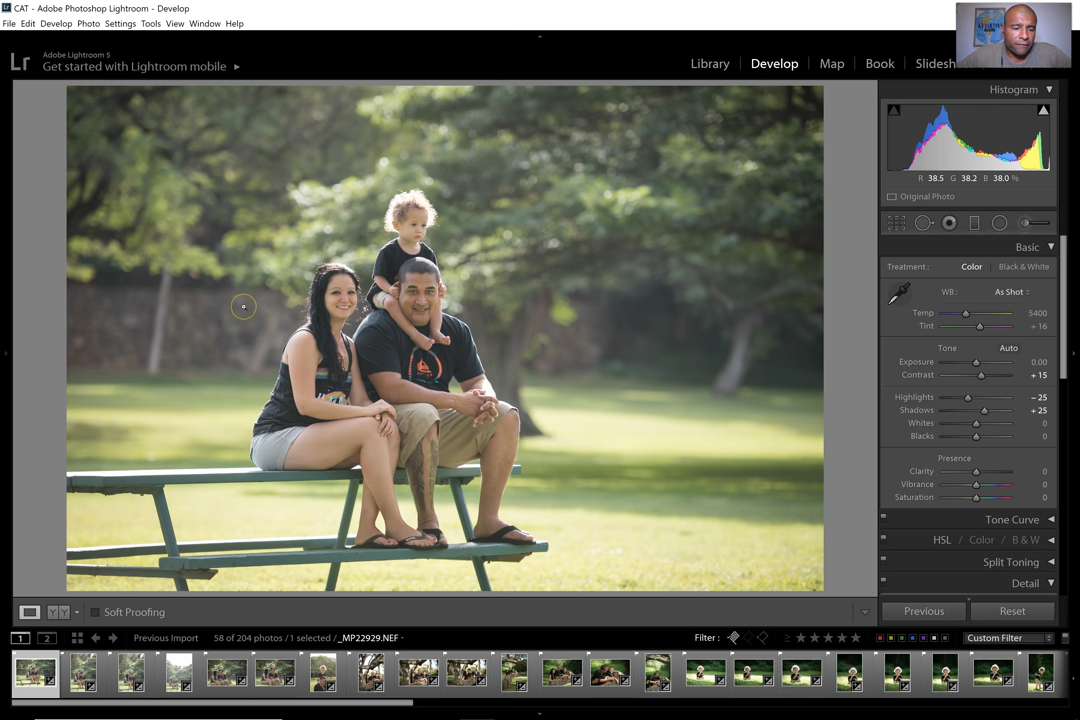 CAT - Adobe Photoshop Lightroom - Develop
File Edit Develop Photo Settings Tools View Window Help
Lr
Adobe Lightroom 5
Get started with Lightroom mobile
Library Develop Map Book Slidesh
Histogram
R 38.5 G 38.2 B 38.0 %
Original Photo
Basic
Treatment : Color Black & White
WB : As Shot
Temp 5400
Tint + 16
Tone Auto
Exposure 0.00
Contrast + 15
Highlights – 25
Shadows + 25
Whites 0
Blacks 0
Presence
Clarity 0
Vibrance 0
Saturation 0
Tone Curve
HSL / Color / B & W
Split Toning
Detail
Previous Reset
YY Soft Proofing
1 2 Previous Import 58 of 204 photos / 1 selected / _MP22929.NEF Filter : ≥ Custom Filter